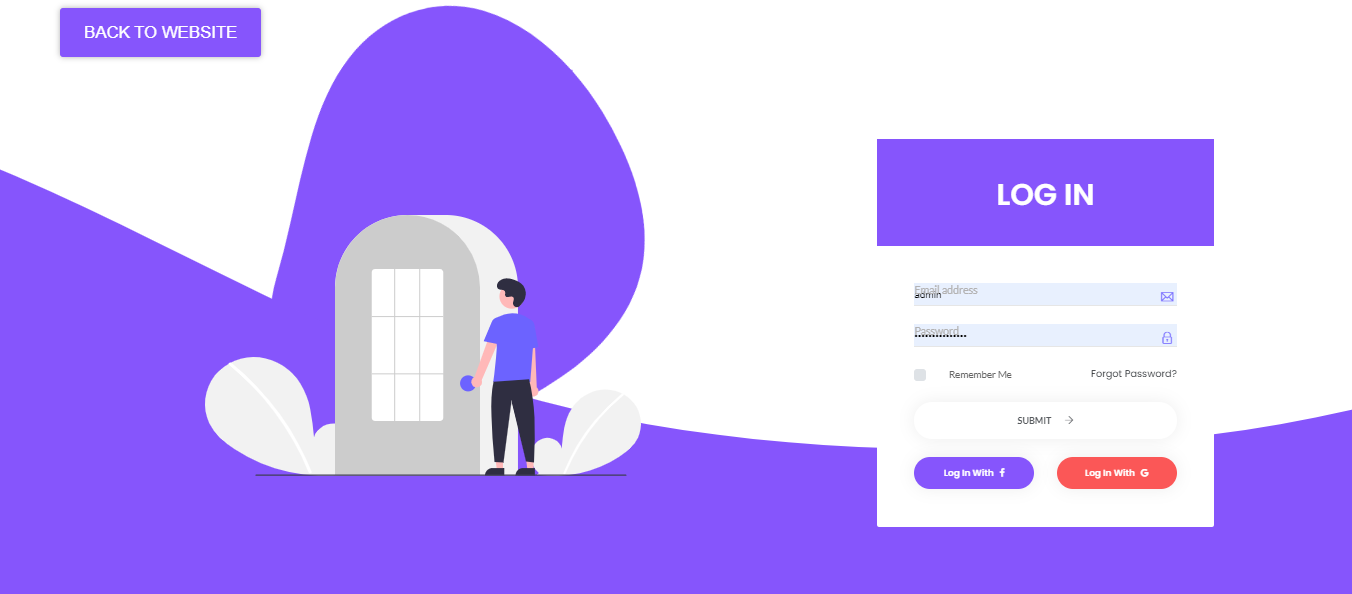 BACK TO WEBSITE
LOG IN
Email address
admin
Password
Remember Me
Forgot Password?
SUBMIT
Log In With
Log In With G